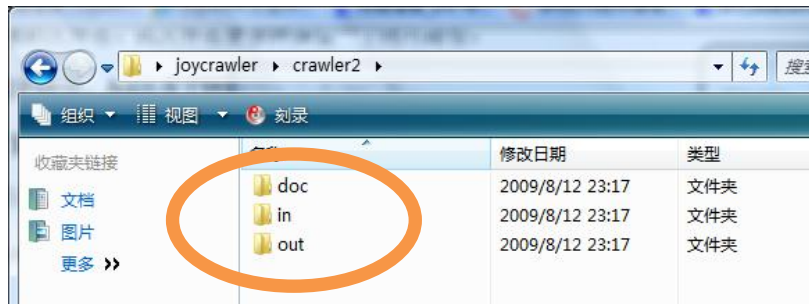 joycrawler crawler2
组织 视图 刻录
收藏夹链接
修改日期 类型
文档
doc 2009/8/12 23:17 文件夹
图片
in 2009/8/12 23:17 文件夹
更多
out 2009/8/12 23:17 文件夹